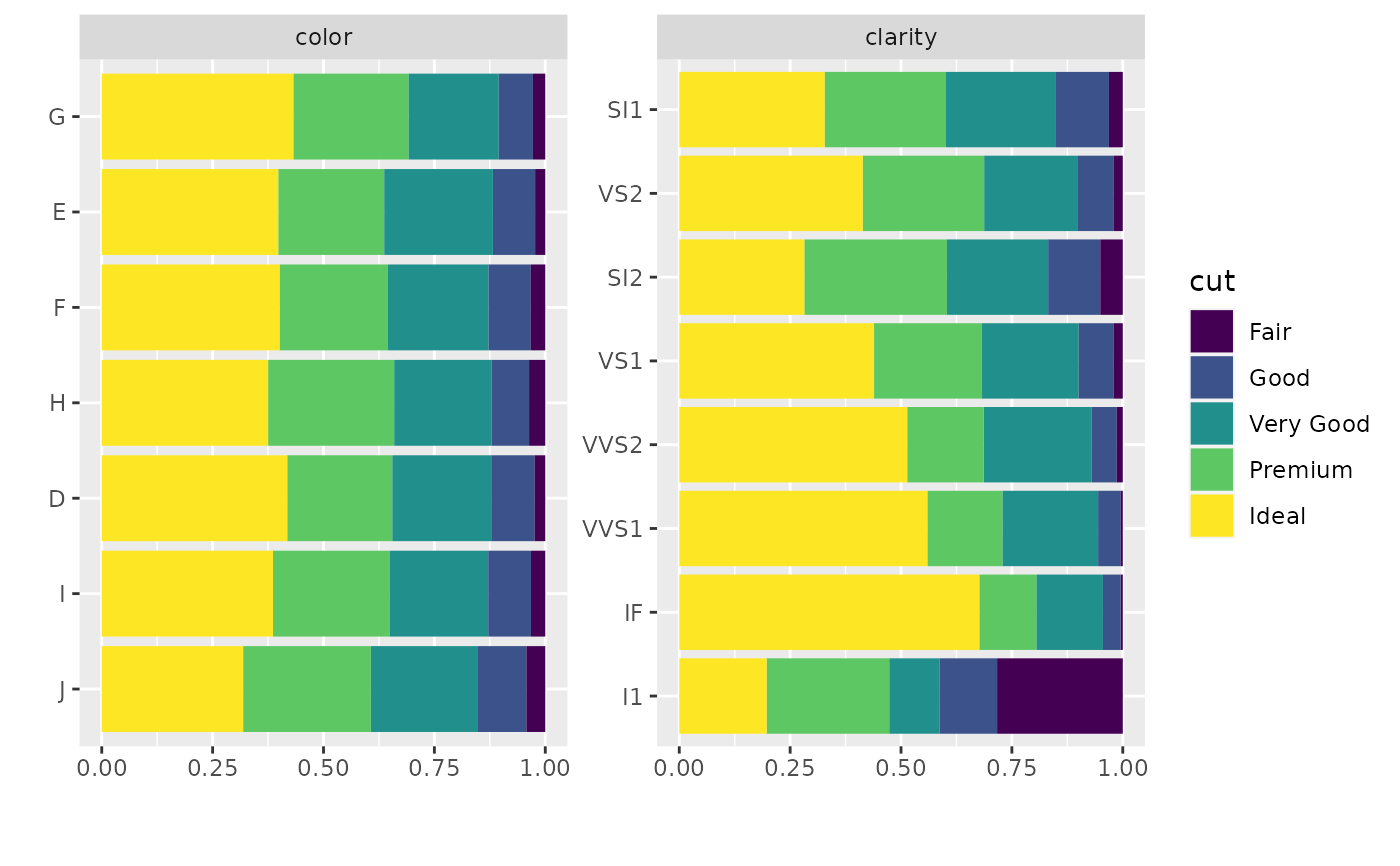 color
G
E
F
H
D
I
J
0.00 0.25 0.50 0.75 1.00
clarity
SI1
VS2
SI2
VS1
VVS2
VVS1
IF
I1
0.00 0.25 0.50 0.75 1.00
cut
Fair
Good
Very Good
Premium
Ideal